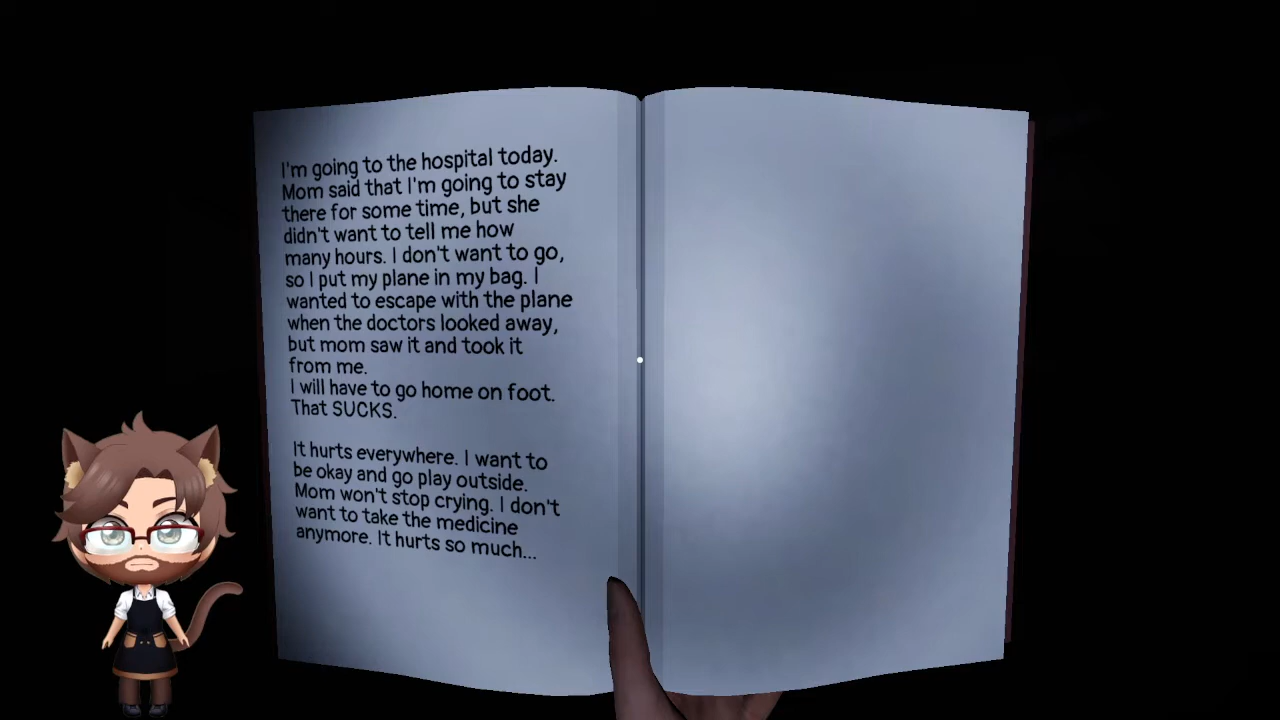 I'm going to the hospital today.
Mom said that I'm going to stay
there for some time, but she
didn't want to tell me how
many hours. I don't want to go,
so I put my plane in my bag. I
wanted to escape with the plane
when the doctors looked away,
but mom saw it and took it
from me.
I will have to go home on foot.
That SUCKS.
It hurts everywhere. I want to
be okay and go play outside.
Mom won't stop crying. I don't
want to take the medicine
anymore. It hurts so much...